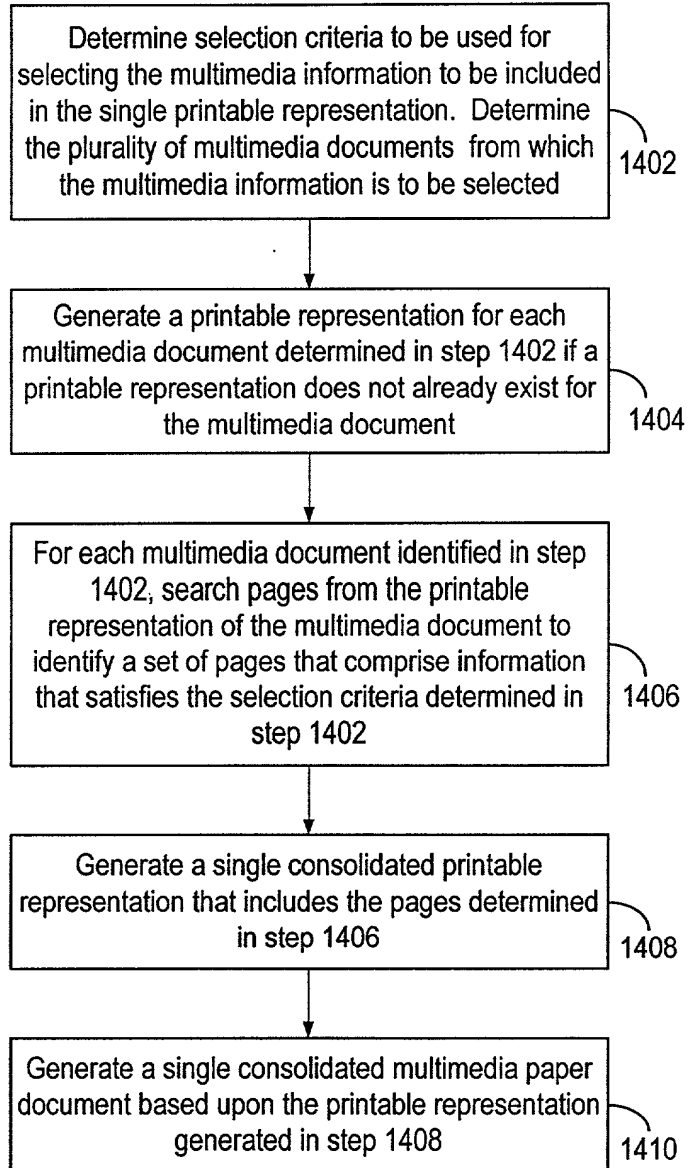 Determine selection criteria to be used for
selecting the multimedia information to be included
in the single printable representation. Determine
the plurality of multimedia documents from which
the multimedia information is to be selected
1402
Generate a printable representation for each
multimedia document determined in step 1402 if a
printable representation does not already exist for
the multimedia document
1404
For each multimedia document identified in step
1402, search pages from the printable
representation of the multimedia document to
identify a set of pages that comprise information
that satisfies the selection criteria determined in
step 1402
1406
Generate a single consolidated printable
representation that includes the pages determined
in step 1406
1408
Generate a single consolidated multimedia paper
document based upon the printable representation
generated in step 1408
1410